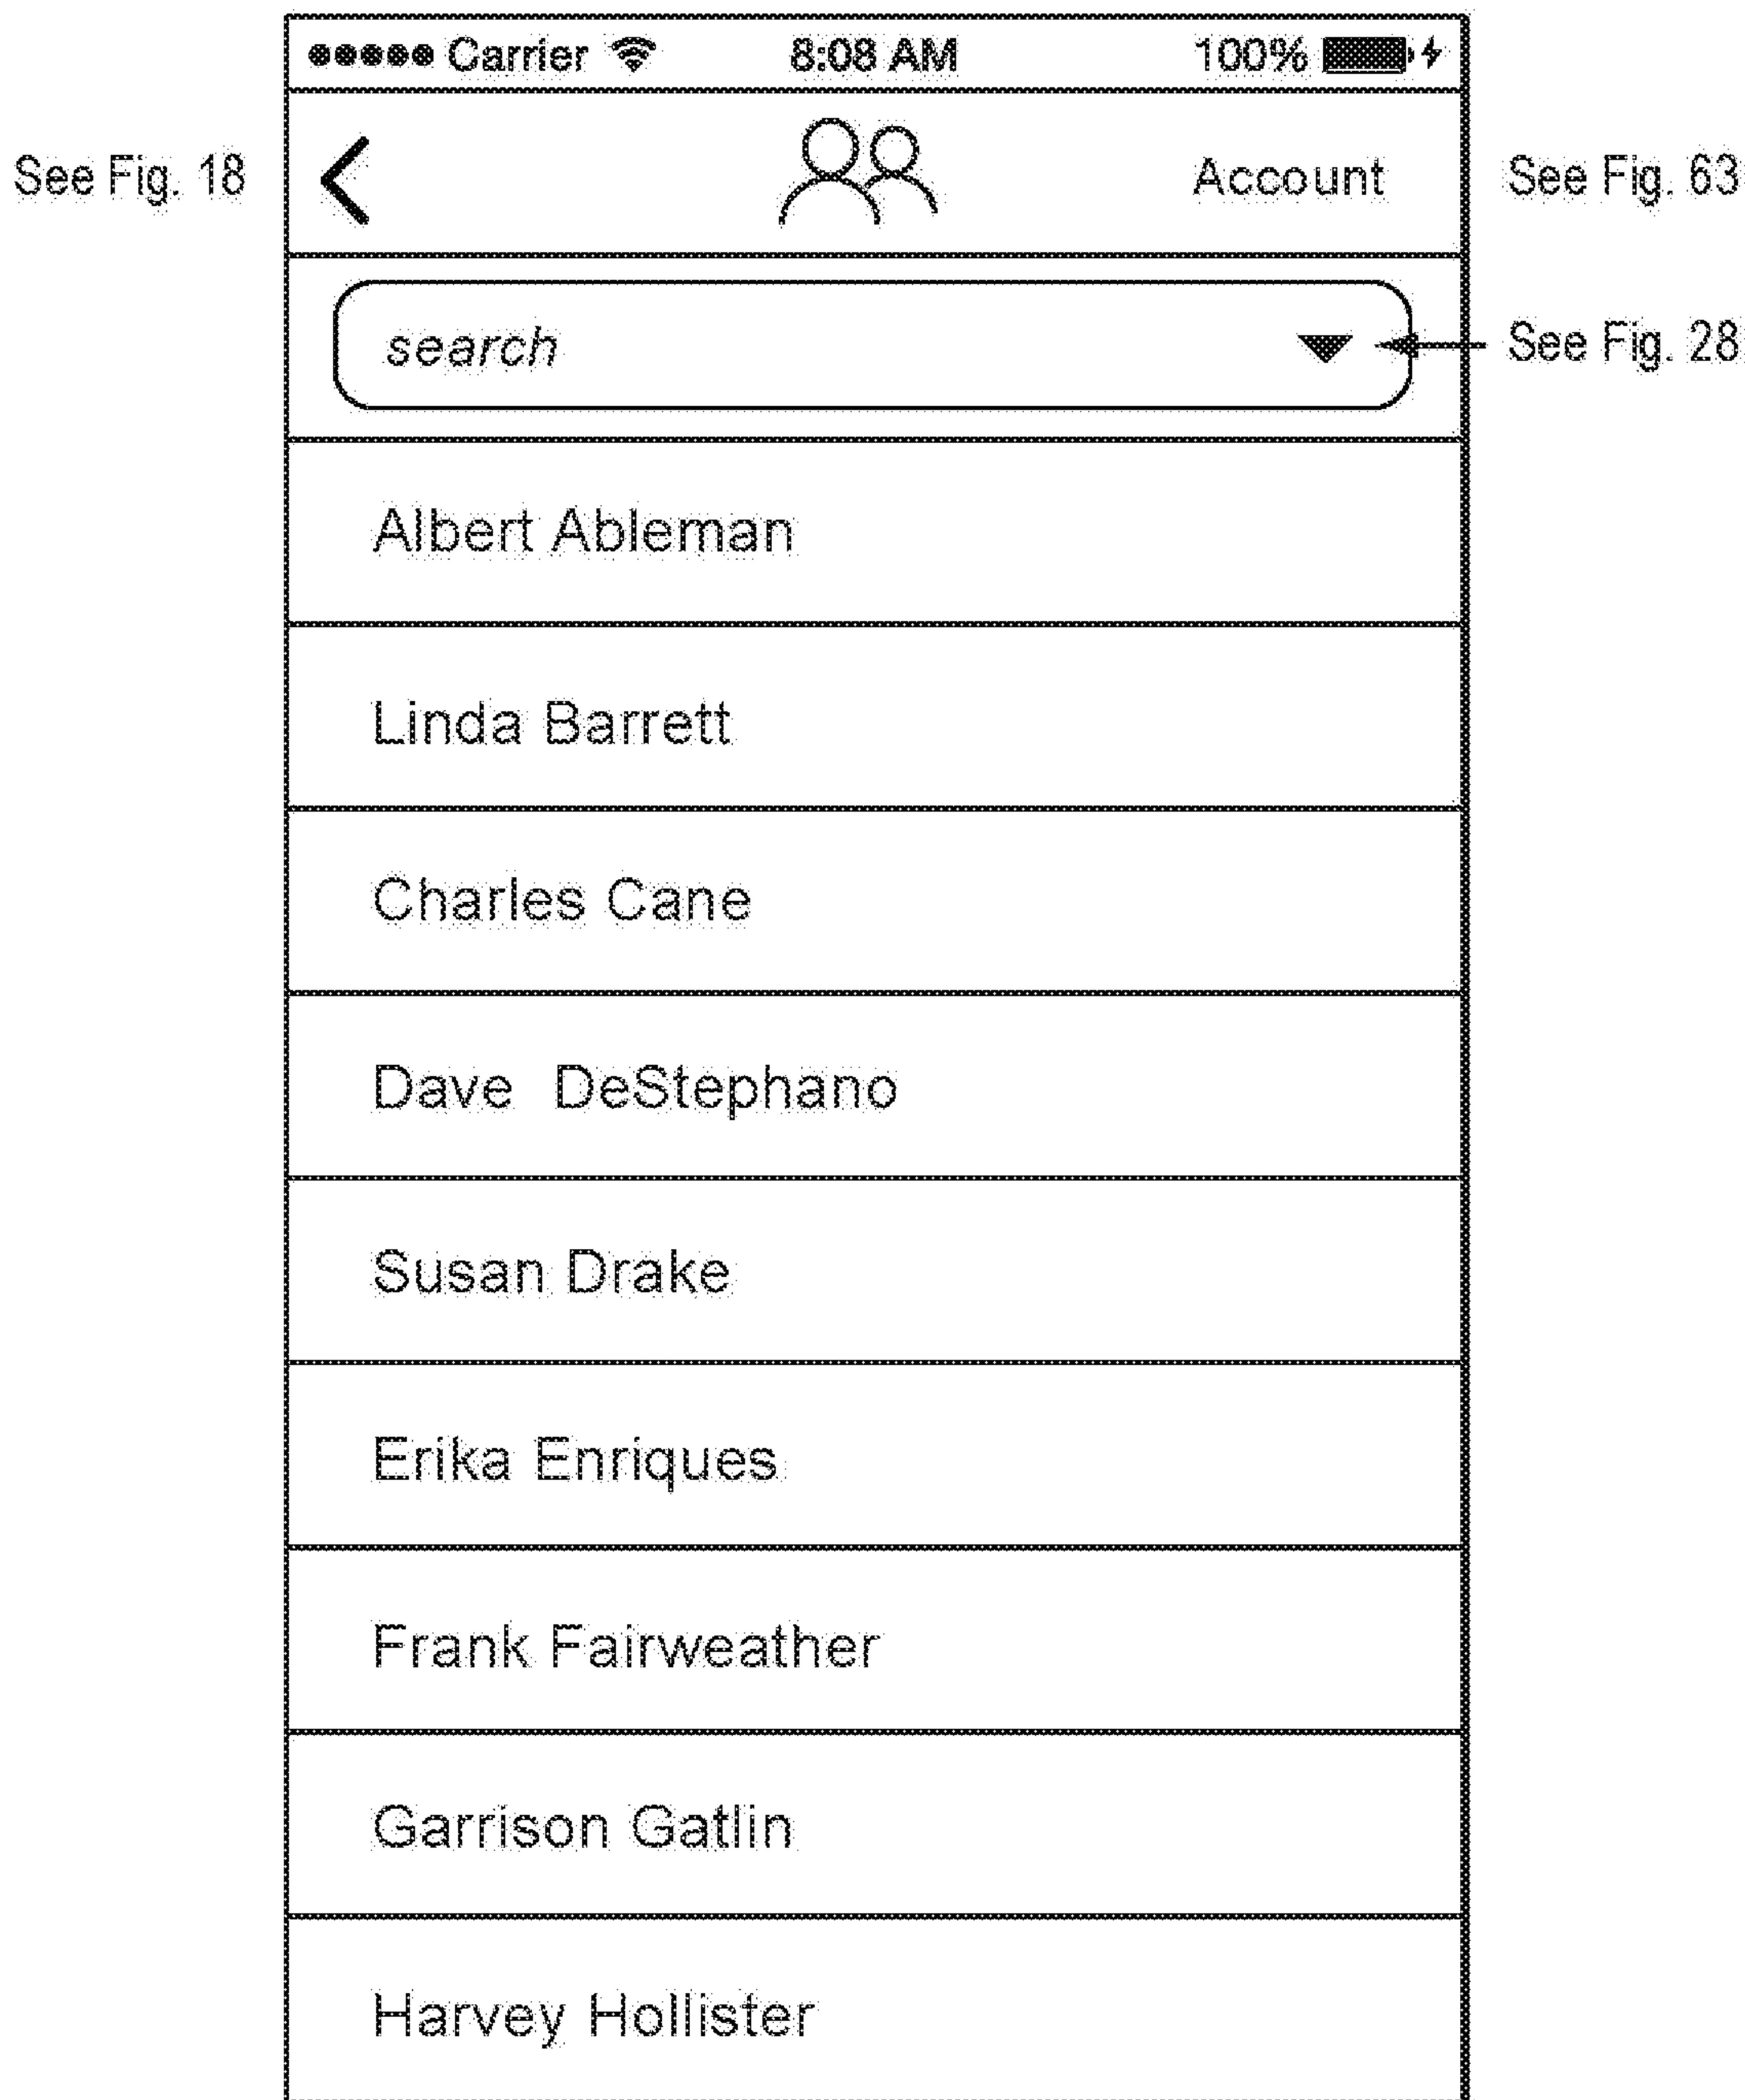 Carrier 8:08 AM 100%
See Fig. 18 Account See Fig. 63
search See Fig. 28
Albert Ableman
Linda Barrett
Charles Cane
Dave DeStephano
Susan Drake
Erika Enriques
Frank Fairweather
Garrison Gatlin
Harvey Hollister